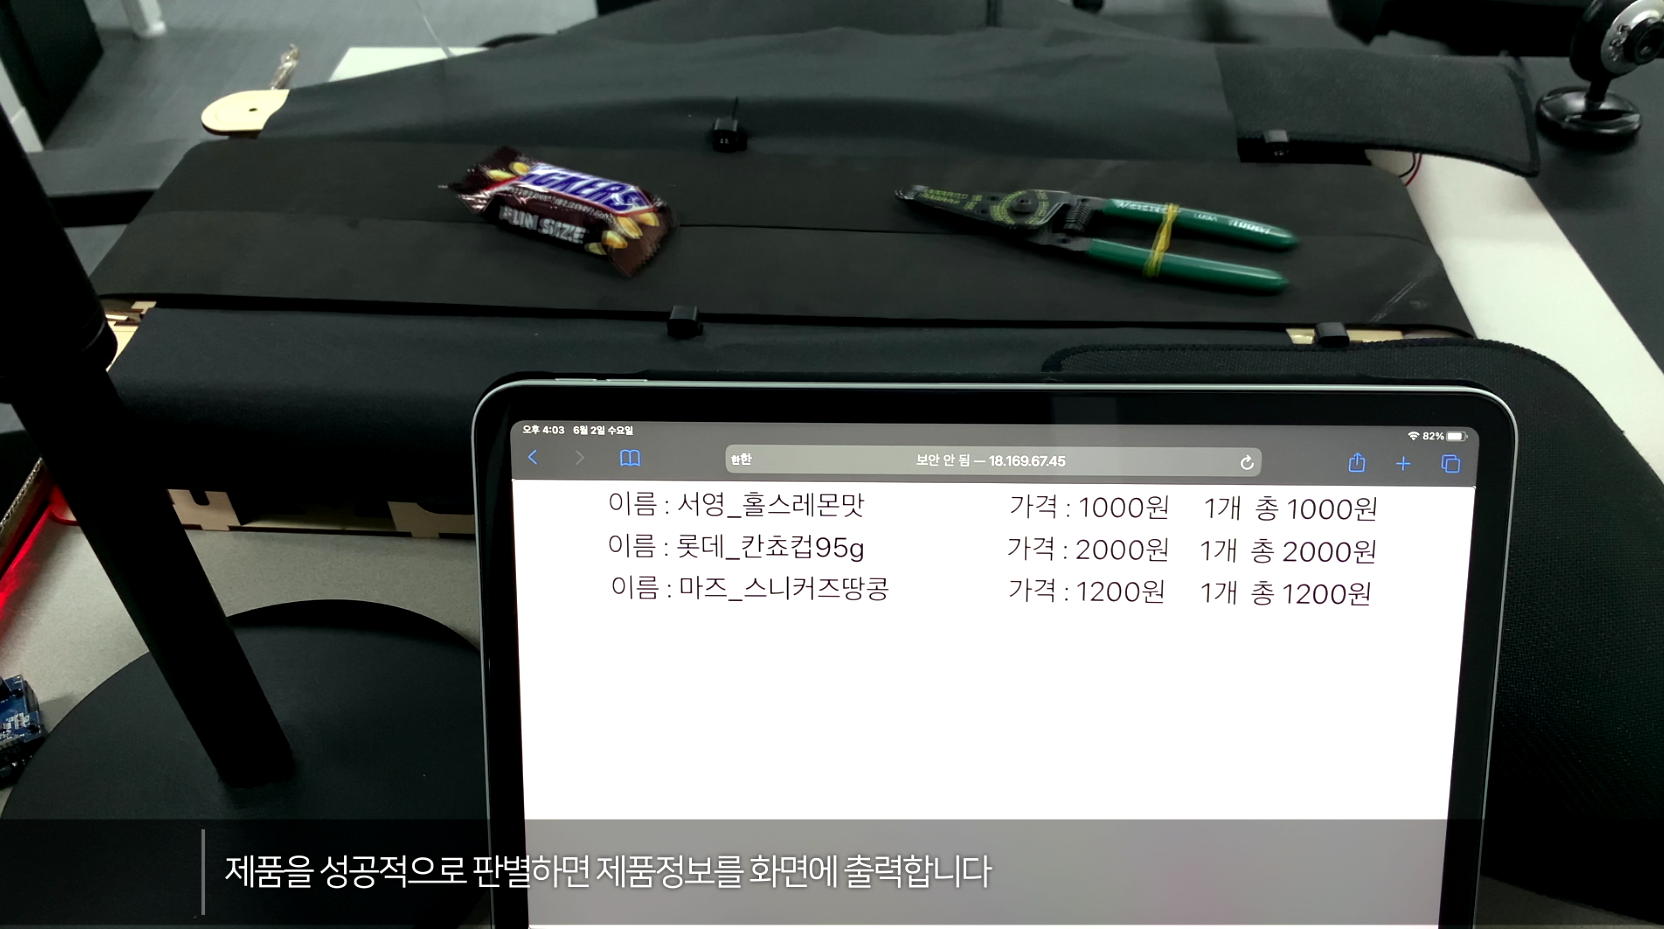 ICKERS
FUN SIZE
오후 4:03 6월 2일 수요일
82%
한한 보안 안 됨 — 18.169.67.45
이름 : 서영_홀스레몬맛 가격 : 1000원 1개 총 1000원
이름 : 롯데_칸쵸컵95g 가격 : 2000원 1개 총 2000원
이름 : 마즈_스니커즈땅콩 가격 : 1200원 1개 총 1200원
제품을 성공적으로 판별하면 제품정보를 화면에 출력합니다